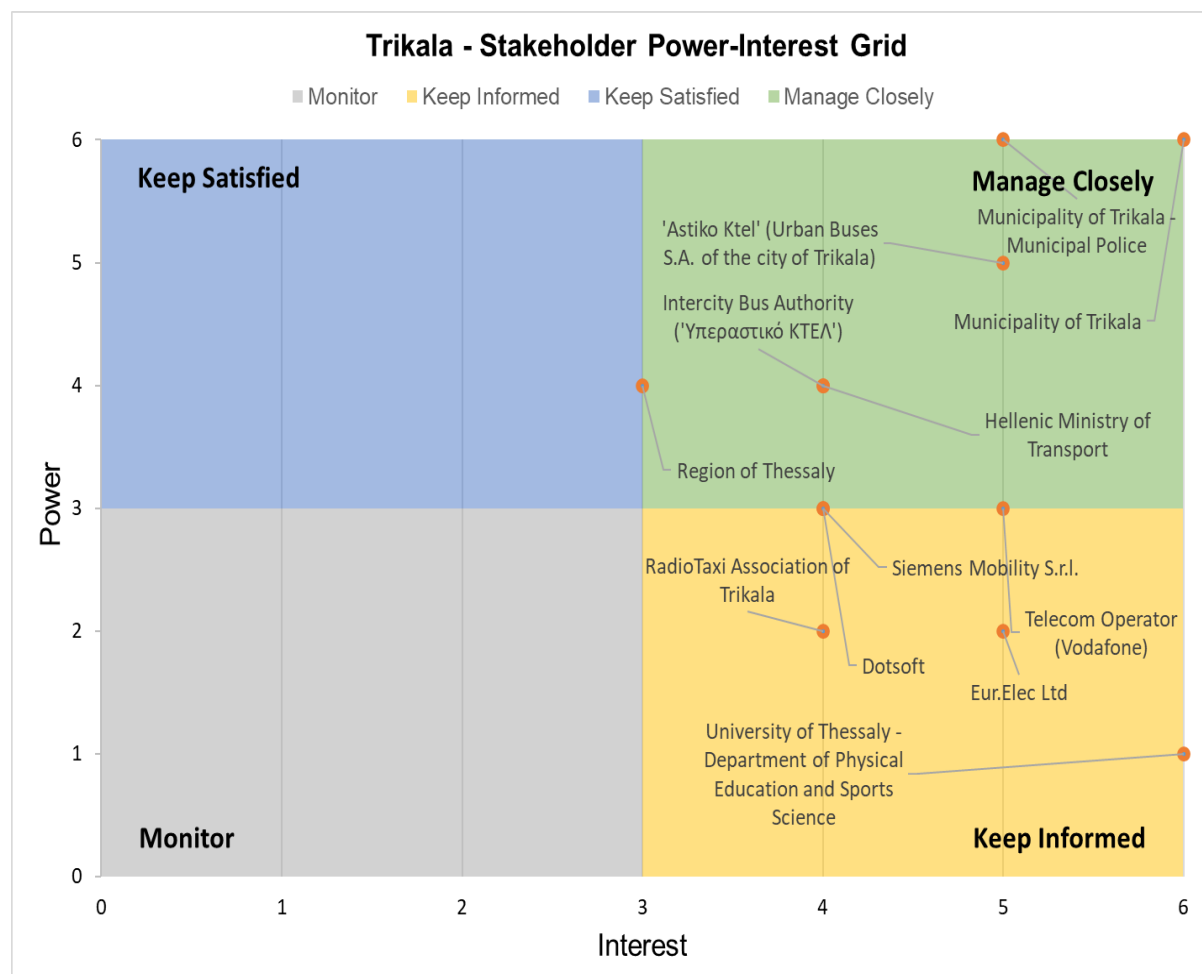 Trikala - Stakeholder Power-Interest Grid
Monitor Keep Informed Keep Satisfied Manage Closely
6
Keep Satisfied
Manage Closely
Municipality of Trikala -
Municipal Police
'Astiko Ktel' (Urban Buses
S.A. of the city of Trikala)
5
Intercity Bus Authority
('Υπεραστικό ΚΤΕΛ')
Municipality of Trikala
4
Hellenic Ministry of
Transport
Region of Thessaly
Power
3
RadioTaxi Association of
Trikala
Siemens Mobility S.r.l.
2
Telecom Operator
(Vodafone)
Dotsoft
Eur.Elec Ltd
University of Thessaly -
Department of Physical
Education and Sports
Science
1
Monitor
Keep Informed
0
0 1 2 3 4 5 6
Interest